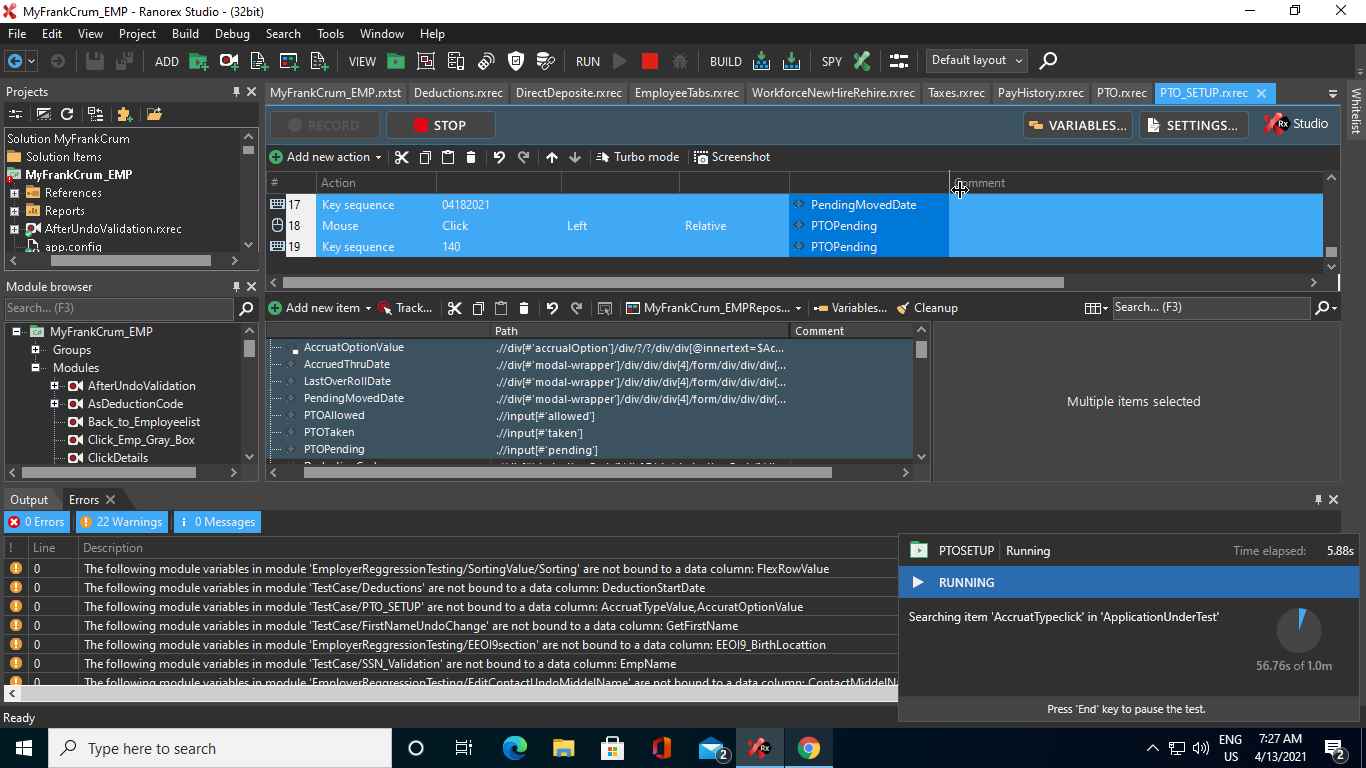 MyFrankCrum_EMP - Ranorex Studio - (32bit)
File Edit View Project Build Debug Search Tools Window Help
ADD VIEW RUN BUILD SPY Default layout
Projects
MyFrankCrum_EMP.rxtst Deductions.rxrec DirectDeposite.rxrec EmployeeTabs.rxrec WorkforceNewHireRehire.rxrec Taxes.rxrec PayHistory.rxrec PTO.rxrec PTO_SETUP.rxrec
Whitelist
RECORD STOP VARIABLES... SETTINGS... Rx Studio
Solution MyFrankCrum
Solution Items
MyFrankCrum_EMP
References
Reports
AfterUndoValidation.rxrec
app.config
Add new action Turbo mode Screenshot
# Action Comment
17 Key sequence 04182021 PendingMovedDate
18 Mouse Click Left Relative PTOPending
19 Key sequence 140 PTOPending
Module browser
Search... (F3)
MyFrankCrum_EMP
Groups
Modules
AfterUndoValidation
AsDeductionCode
Back_to_Employeelist
Click_Emp_Gray_Box
ClickDetails
Add new item Track... MyFrankCrum_EMPRepos... Variables... Cleanup Search... (F3)
Path Comment
AccruatOptionValue .//div[#'accrualOption']/div/?/?/div/div[@innertext=$Ac...
AccruedThruDate .//div[#'modal-wrapper']/div/div/div[4]/form/div/div/div[...
LastOverRollDate .//div[#'modal-wrapper']/div/div/div[4]/form/div/div/div[...
PendingMovedDate .//div[#'modal-wrapper']/div/div/div[4]/form/div/div/div[...
PTOAllowed .//input[#'allowed']
PTOTaken .//input[#'taken']
PTOPending .//input[#'pending']
Multiple items selected
Output Errors
0 Errors 22 Warnings 0 Messages
! Line Description
0 The following module variables in module 'EmployerReggressionTesting/SortingValue/Sorting' are not bound to a data column: FlexRowValue
0 The following module variables in module 'TestCase/Deductions' are not bound to a data column: DeductionStartDate
0 The following module variables in module 'TestCase/PTO_SETUP' are not bound to a data column: AccruatTypeValue,AccuratOptionValue
0 The following module variables in module 'TestCase/FirstNameUndoChange' are not bound to a data column: GetFirstName
0 The following module variables in module 'EmployerReggressionTesting/EEOI9section' are not bound to a data column: EEOI9_BirthLocattion
0 The following module variables in module 'TestCase/SSN_Validation' are not bound to a data column: EmpName
0 The following module variables in module 'EmployerReggressionTesting/EditContactUndoMiddelName' are not bound to a data column:
PTOSETUP Running Time elapsed: 5.88s
RUNNING
Searching item 'AccruatTypeclick' in 'ApplicationUnderTest'
56.76s of 1.0m
Press 'End' key to pause the test.
Ready
Type here to search
2
Rx
ENG
US
7:27 AM
4/13/2021
2